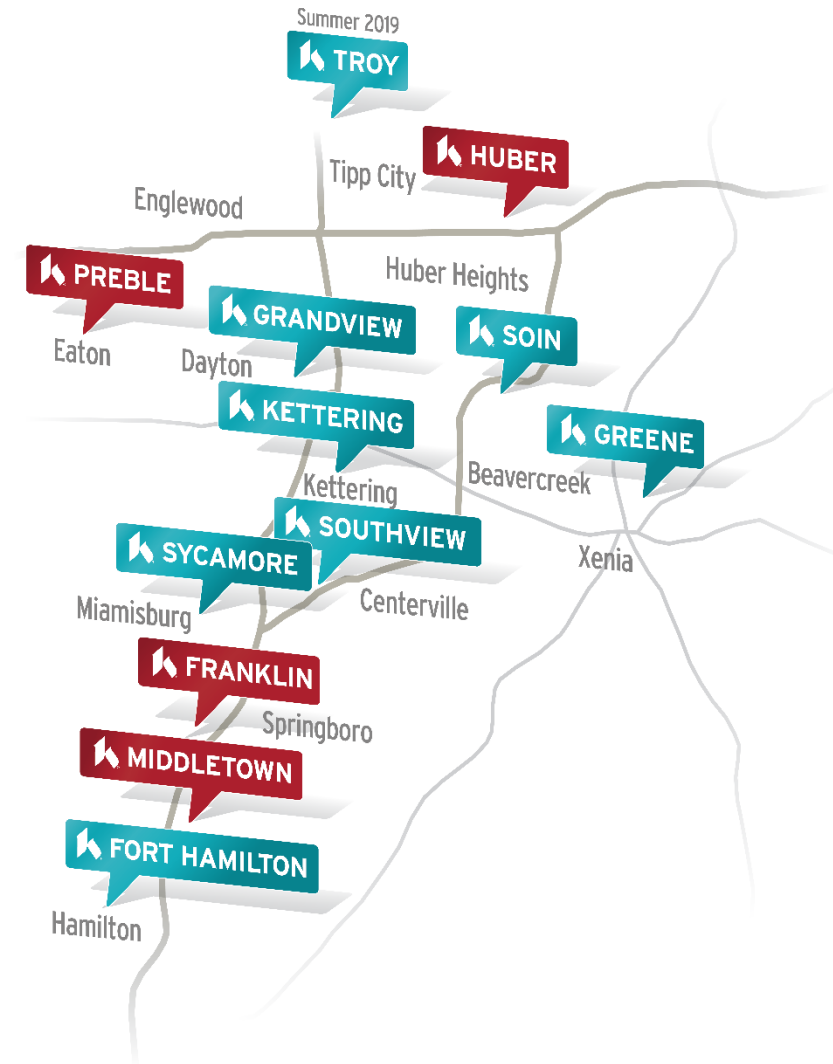 Summer 2019
TROY
HUBER
Tipp City
Englewood
PREBLE
Huber Heights
GRANDVIEW
SOIN
Eaton
Dayton
KETTERING
GREENE
Kettering
Beavercreek
SOUTHVIEW
SYCAMORE
Xenia
Miamisburg
Centerville
FRANKLIN
Springboro
MIDDLETOWN
FORT HAMILTON
Hamilton